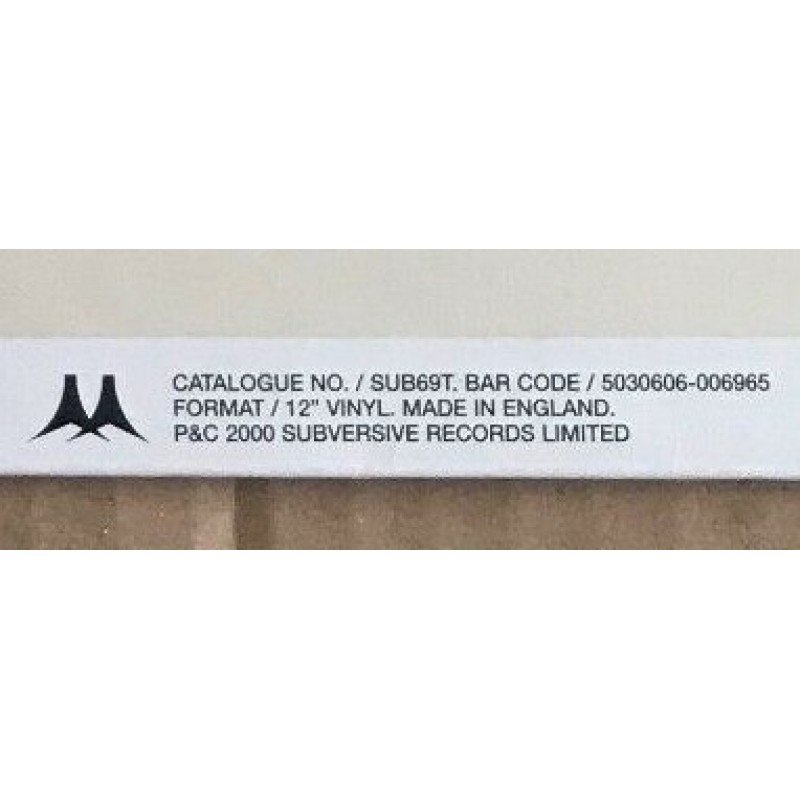 CATALOGUE NO. / SUB69T. BAR CODE / 5030606-006965
FORMAT / 12" VINYL. MADE IN ENGLAND.
P&C 2000 SUBVERSIVE RECORDS LIMITED